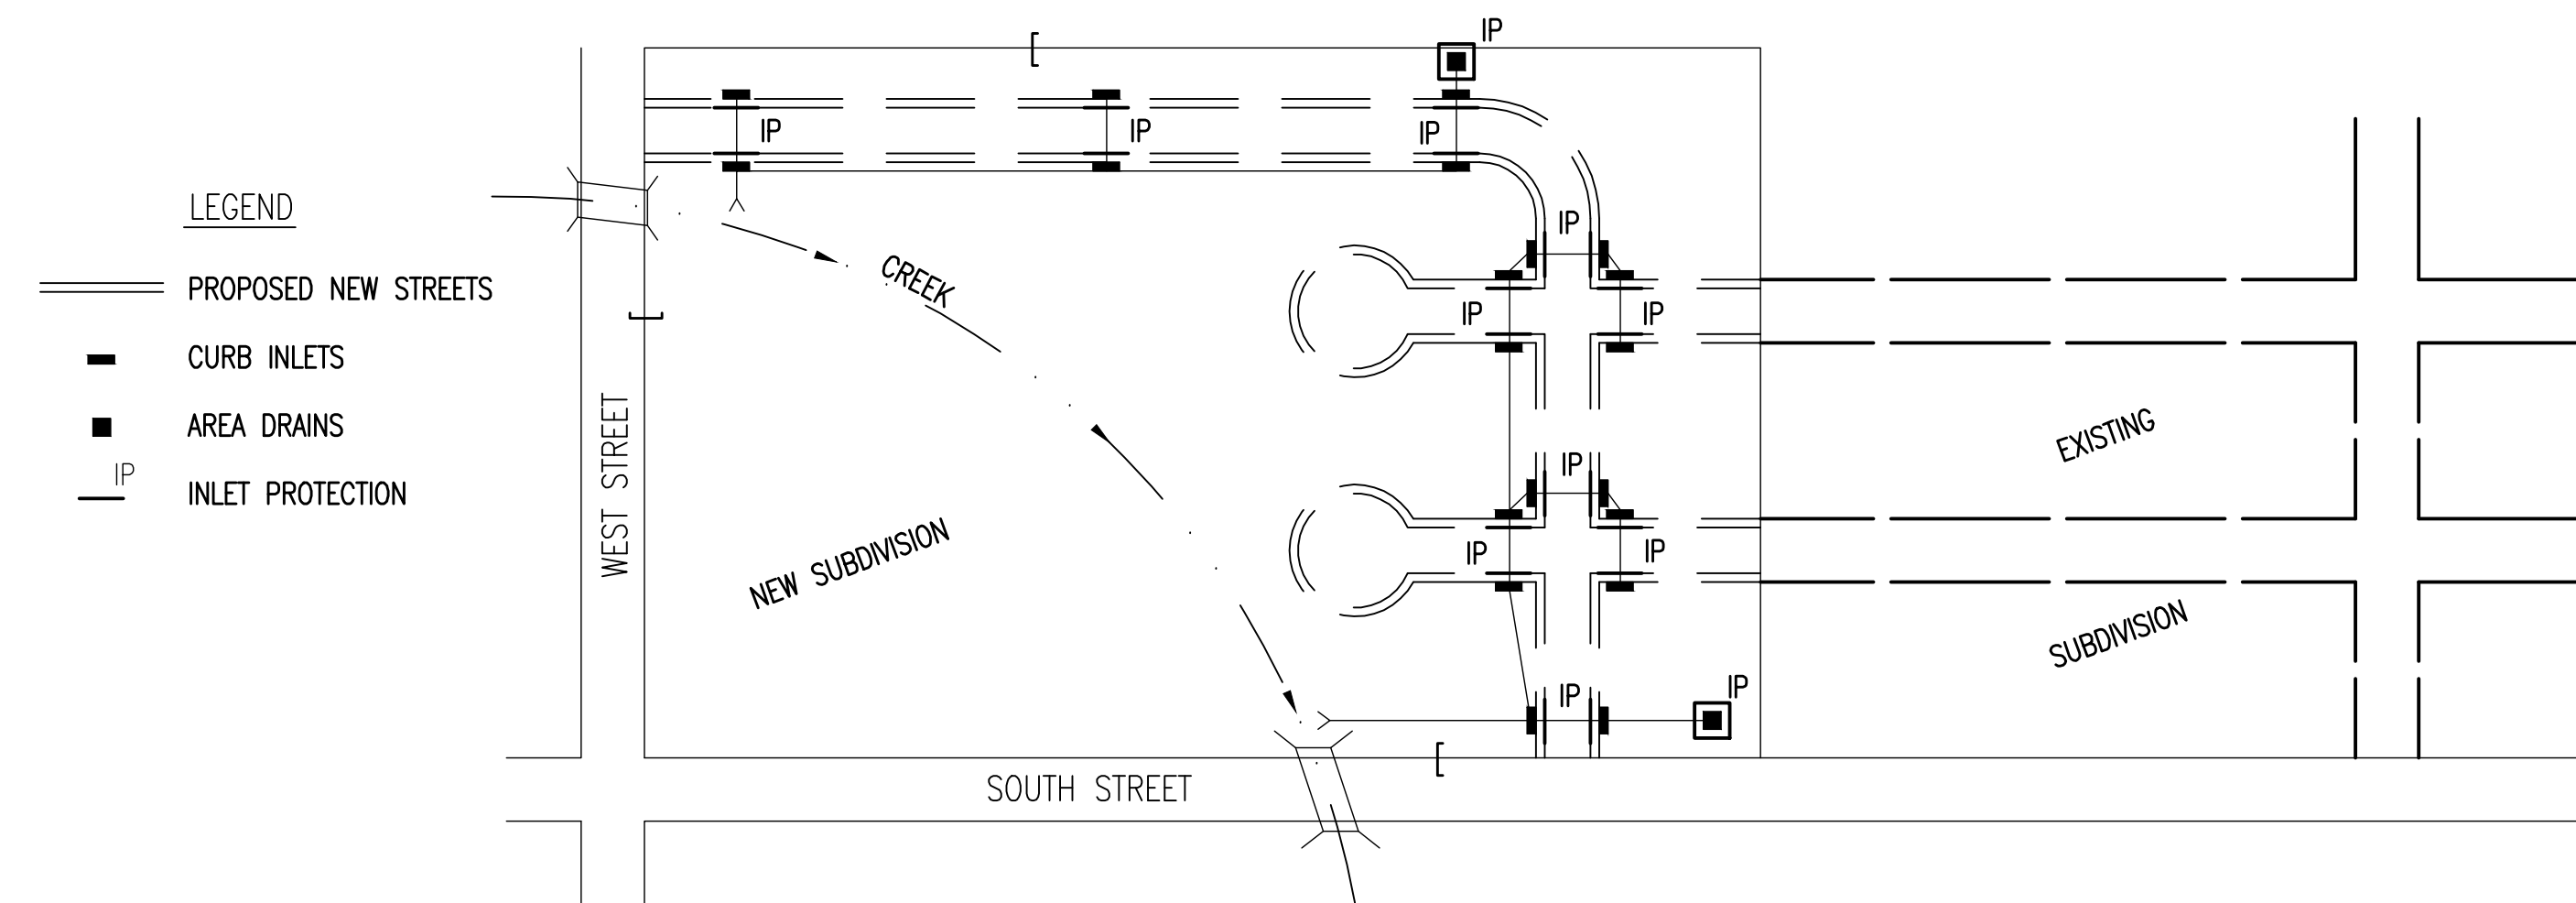 IP
IP
IP
IP
LEGEND
PROPOSED NEW STREETS
CURB INLETS
AREA DRAINS
IP
INLET PROTECTION
WEST STREET
CREEK
NEW SUBDIVISION
IP
IP
IP
IP
IP
IP
IP
IP
EXISTING
SUBDIVISION
SOUTH STREET